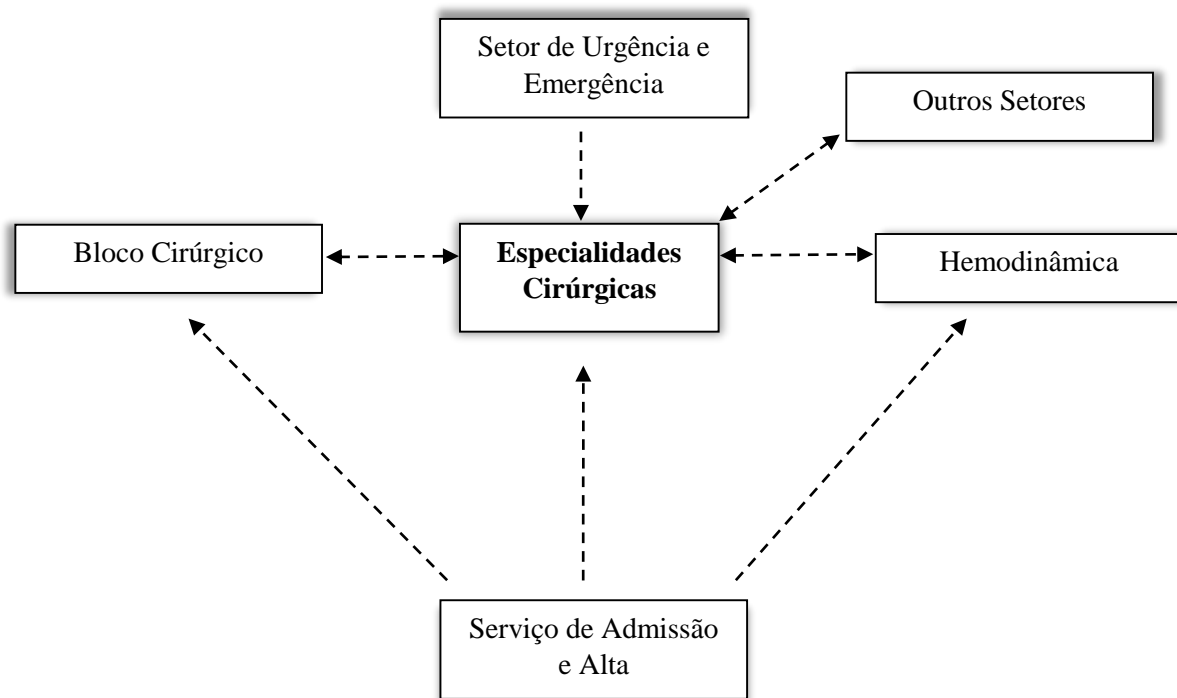 Setor de Urgência e
Emergência
Outros Setores
Bloco Cirúrgico
Especialidades
Cirúrgicas
Hemodinâmica
Serviço de Admissão
e Alta